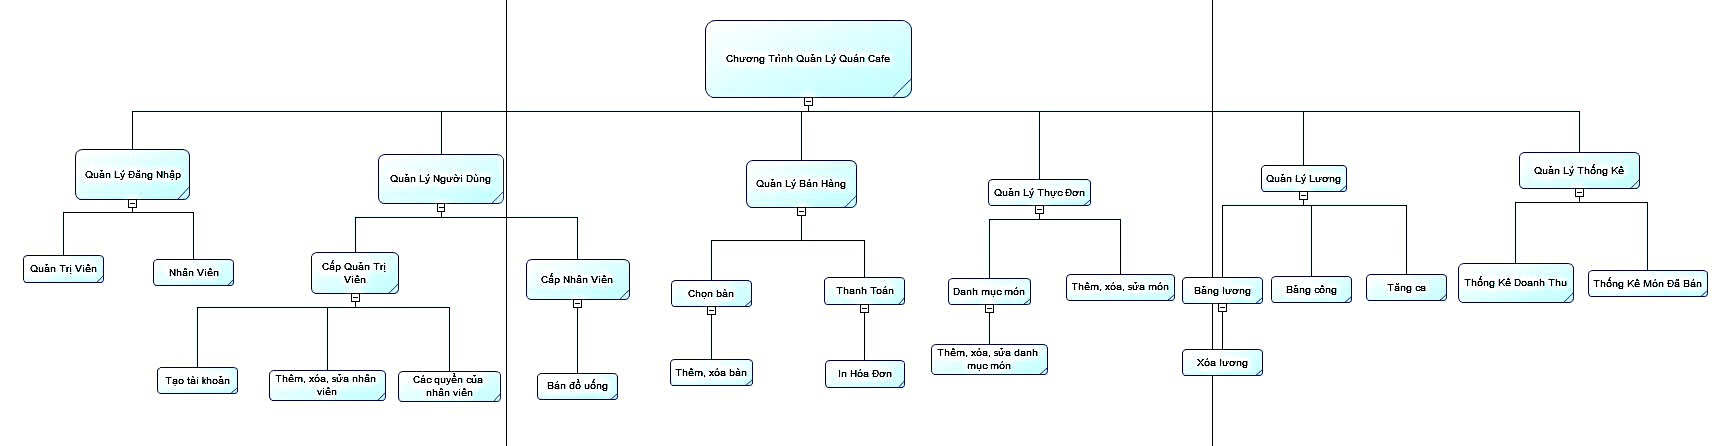 Chương Trình Quản Lý Quán Cafe
Quản Lý Đăng Nhập
Quản Lý Người Dùng
Quản Lý Bán Hàng
Quản Lý Thực Đơn
Quản Lý Lương
Quản Lý Thống Kê
Quản Trị Viên
Nhân Viên
Cấp Quản Trị
Viên
Cấp Nhân Viên
Chọn bàn
Thanh Toán
Danh mục món
Thêm, xóa, sửa món
Bảng lương
Bảng công
Tăng ca
Thống Kê Doanh Thu
Thống Kê Món Đã Bán
Tạo tài khoản
Thêm, xóa, sửa nhân
viên
Các quyền của
nhân viên
Bán đồ uống
Thêm, xóa bàn
In Hóa Đơn
Thêm, xóa, sửa danh
mục món
Xóa lương